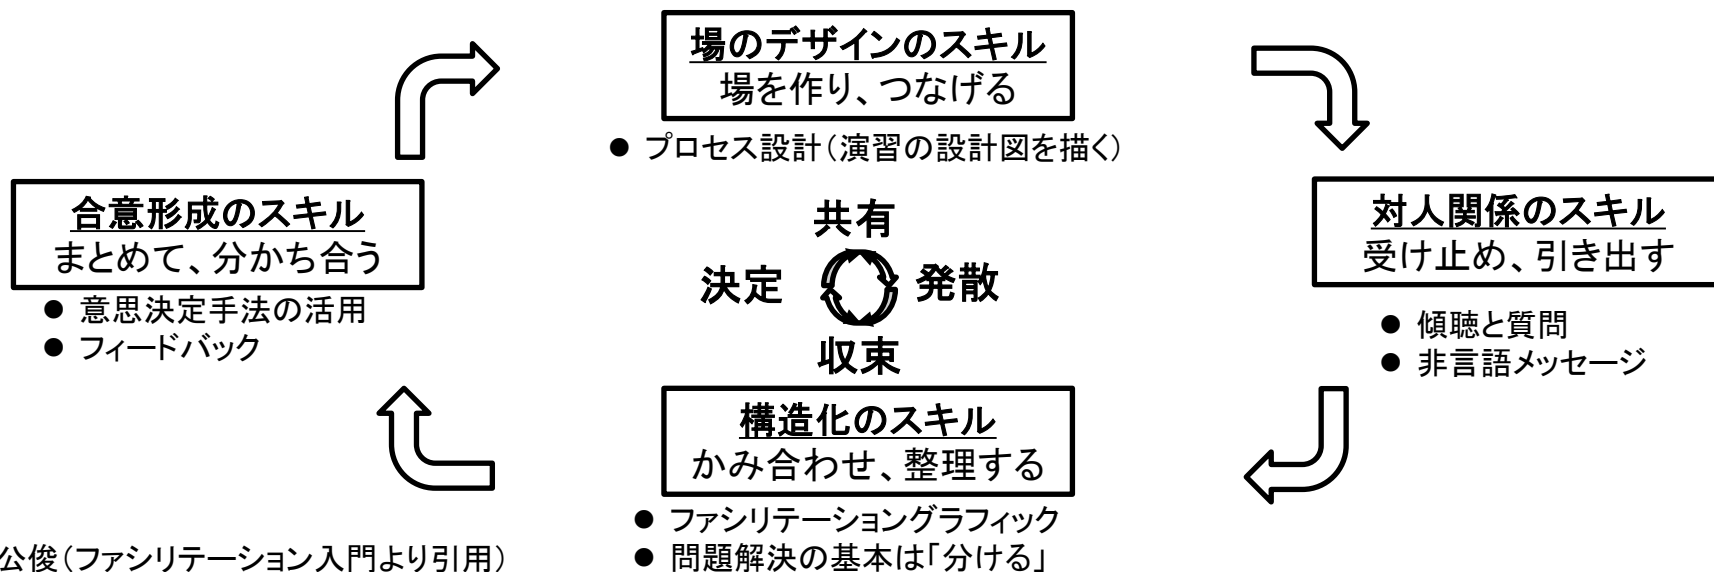 場のデザインのスキル
場を作り、つなげる
● プロセス設計（演習の設計図を描く）
合意形成のスキル
まとめて、分かち合う
● 意思決定手法の活用
● フィードバック
共有
決定
発散
収束
対人関係のスキル
受け止め、引き出す
● 傾聴と質問
● 非言語メッセージ
構造化のスキル
かみ合わせ、整理する
● ファシリテーショングラフィック
● 問題解決の基本は「分ける」
公俊（ファシリテーション入門より引用）